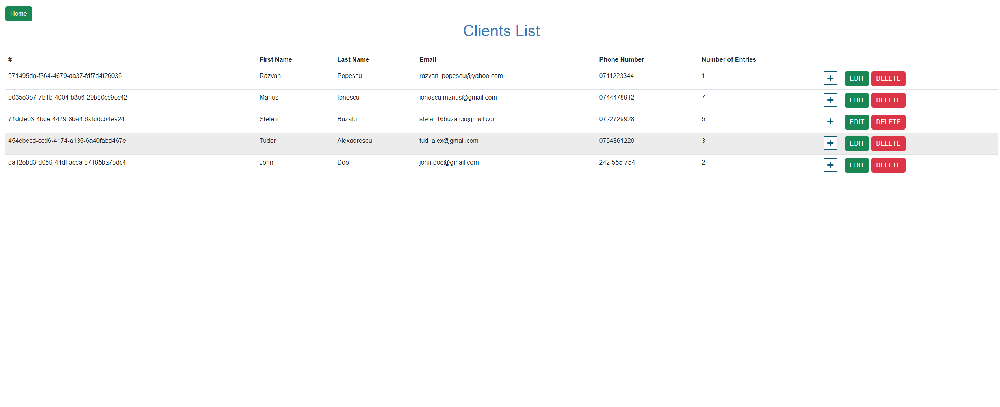 Home
Clients List
# First Name Last Name Email Phone Number Number of Entries
971495da-f364-4679-aa37-fdf7d4f26036 Razvan Popescu razvan_popescu@yahoo.com 0711223344 1 EDIT DELETE
b035e3e7-7b1b-4004-b3e6-29b80cc9cc42 Marius Ionescu ionescu.marius@gmail.com 0744478912 7 EDIT DELETE
71dcfe03-4bde-4479-8ba4-6afddcb4e924 Stefan Buzatu stefan16buzatu@gmail.com 0722729928 5 EDIT DELETE
454ebecd-ccd6-4174-a135-6a40fabd467e Tudor Alexadrescu tud_alex@gmail.com 0754861220 3 EDIT DELETE
da12ebd3-d059-44df-acca-b7195ba7edc4 John Doe john.doe@gmail.com 242-555-754 2 EDIT DELETE